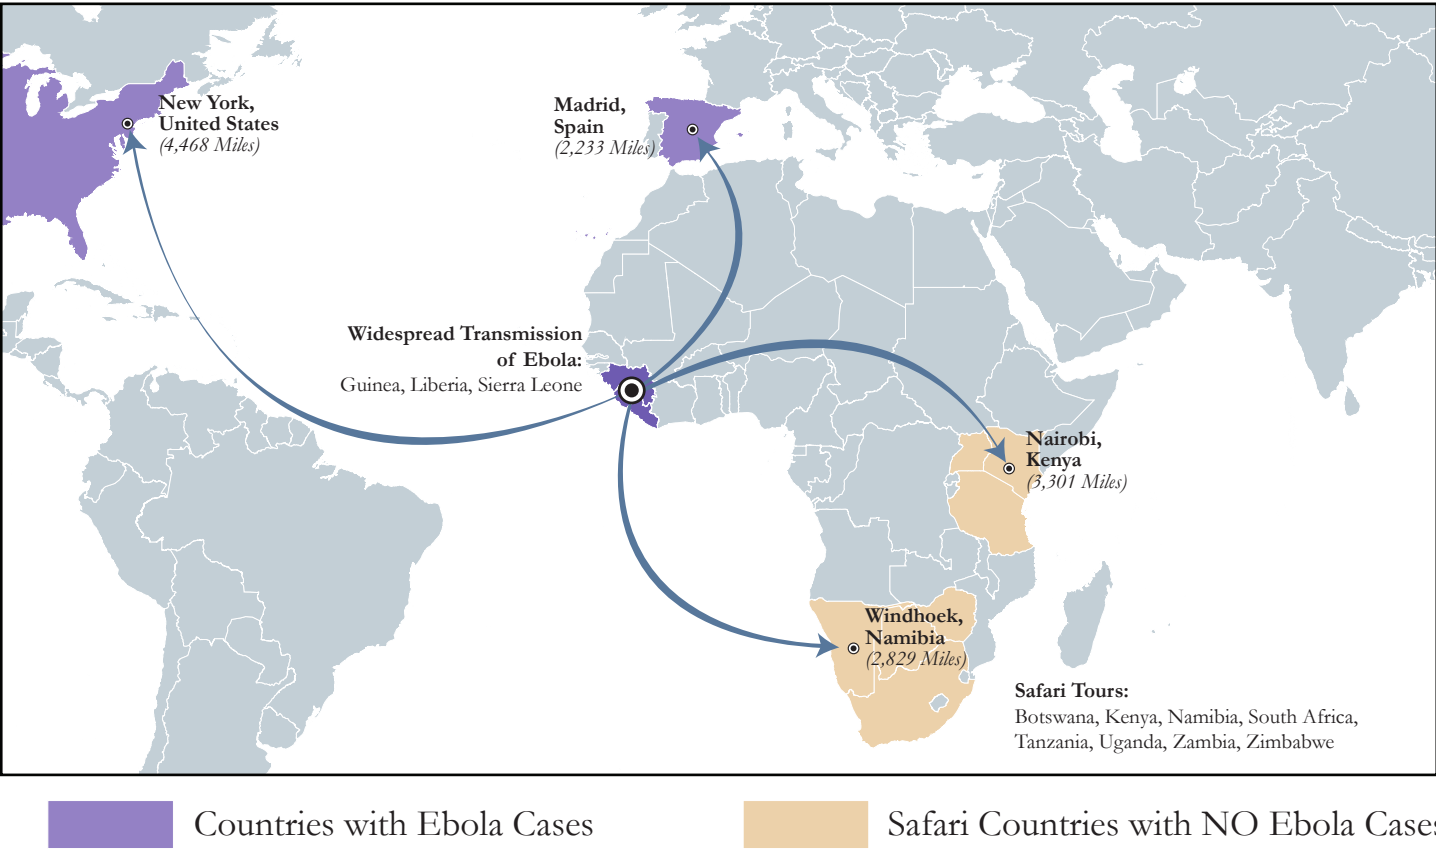 New York,
United States
(4,468 Miles)
Madrid,
Spain
(2,233 Miles)
Widespread Transmission
of Ebola:
Guinea, Liberia, Sierra Leone
Nairobi,
Kenya
(3,301 Miles)
Windhoek,
Namibia
(2,829 Miles)
Safari Tours:
Botswana, Kenya, Namibia, South Africa,
Tanzania, Uganda, Zambia, Zimbabwe
Countries with Ebola Cases
Safari Countries with NO Ebola Cases